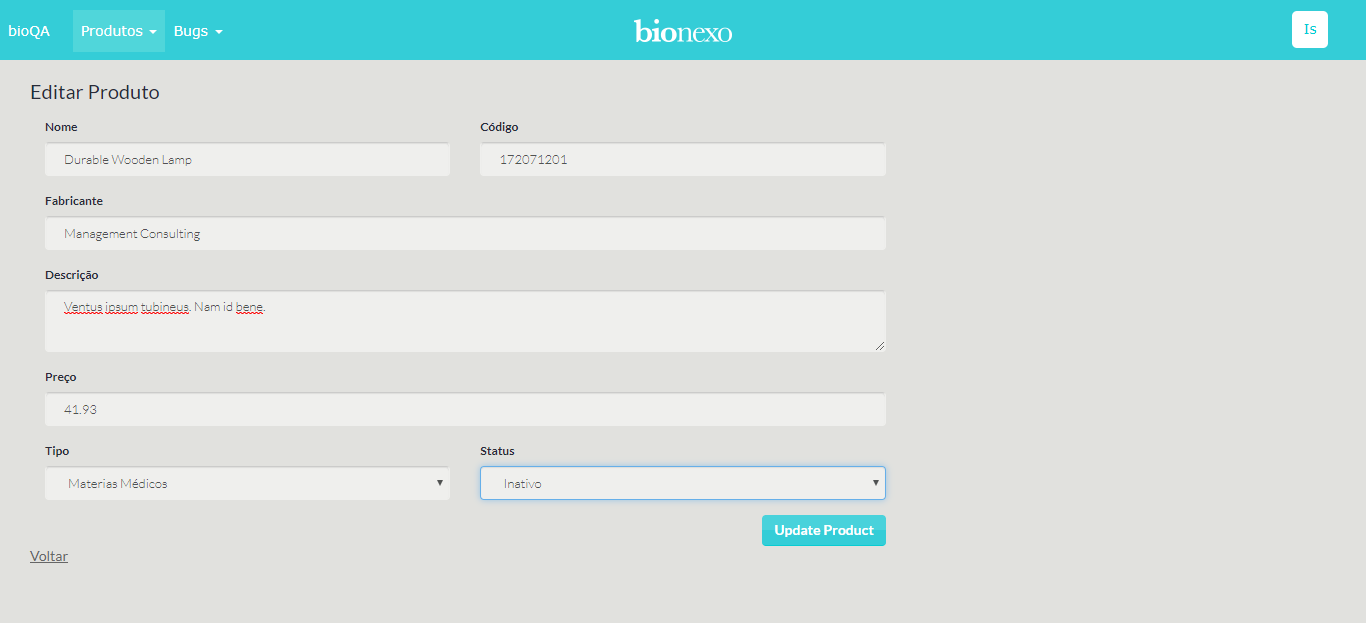 bioQA Produtos Bugs bionexo Is
Editar Produto
Nome Código
Durable Wooden Lamp 172071201
Fabricante
Management Consulting
Descrição
Ventus ipsum tubineus. Nam id bene.
Preço
41.93
Tipo Status
Materias Médicos Inativo
Update Product
Voltar